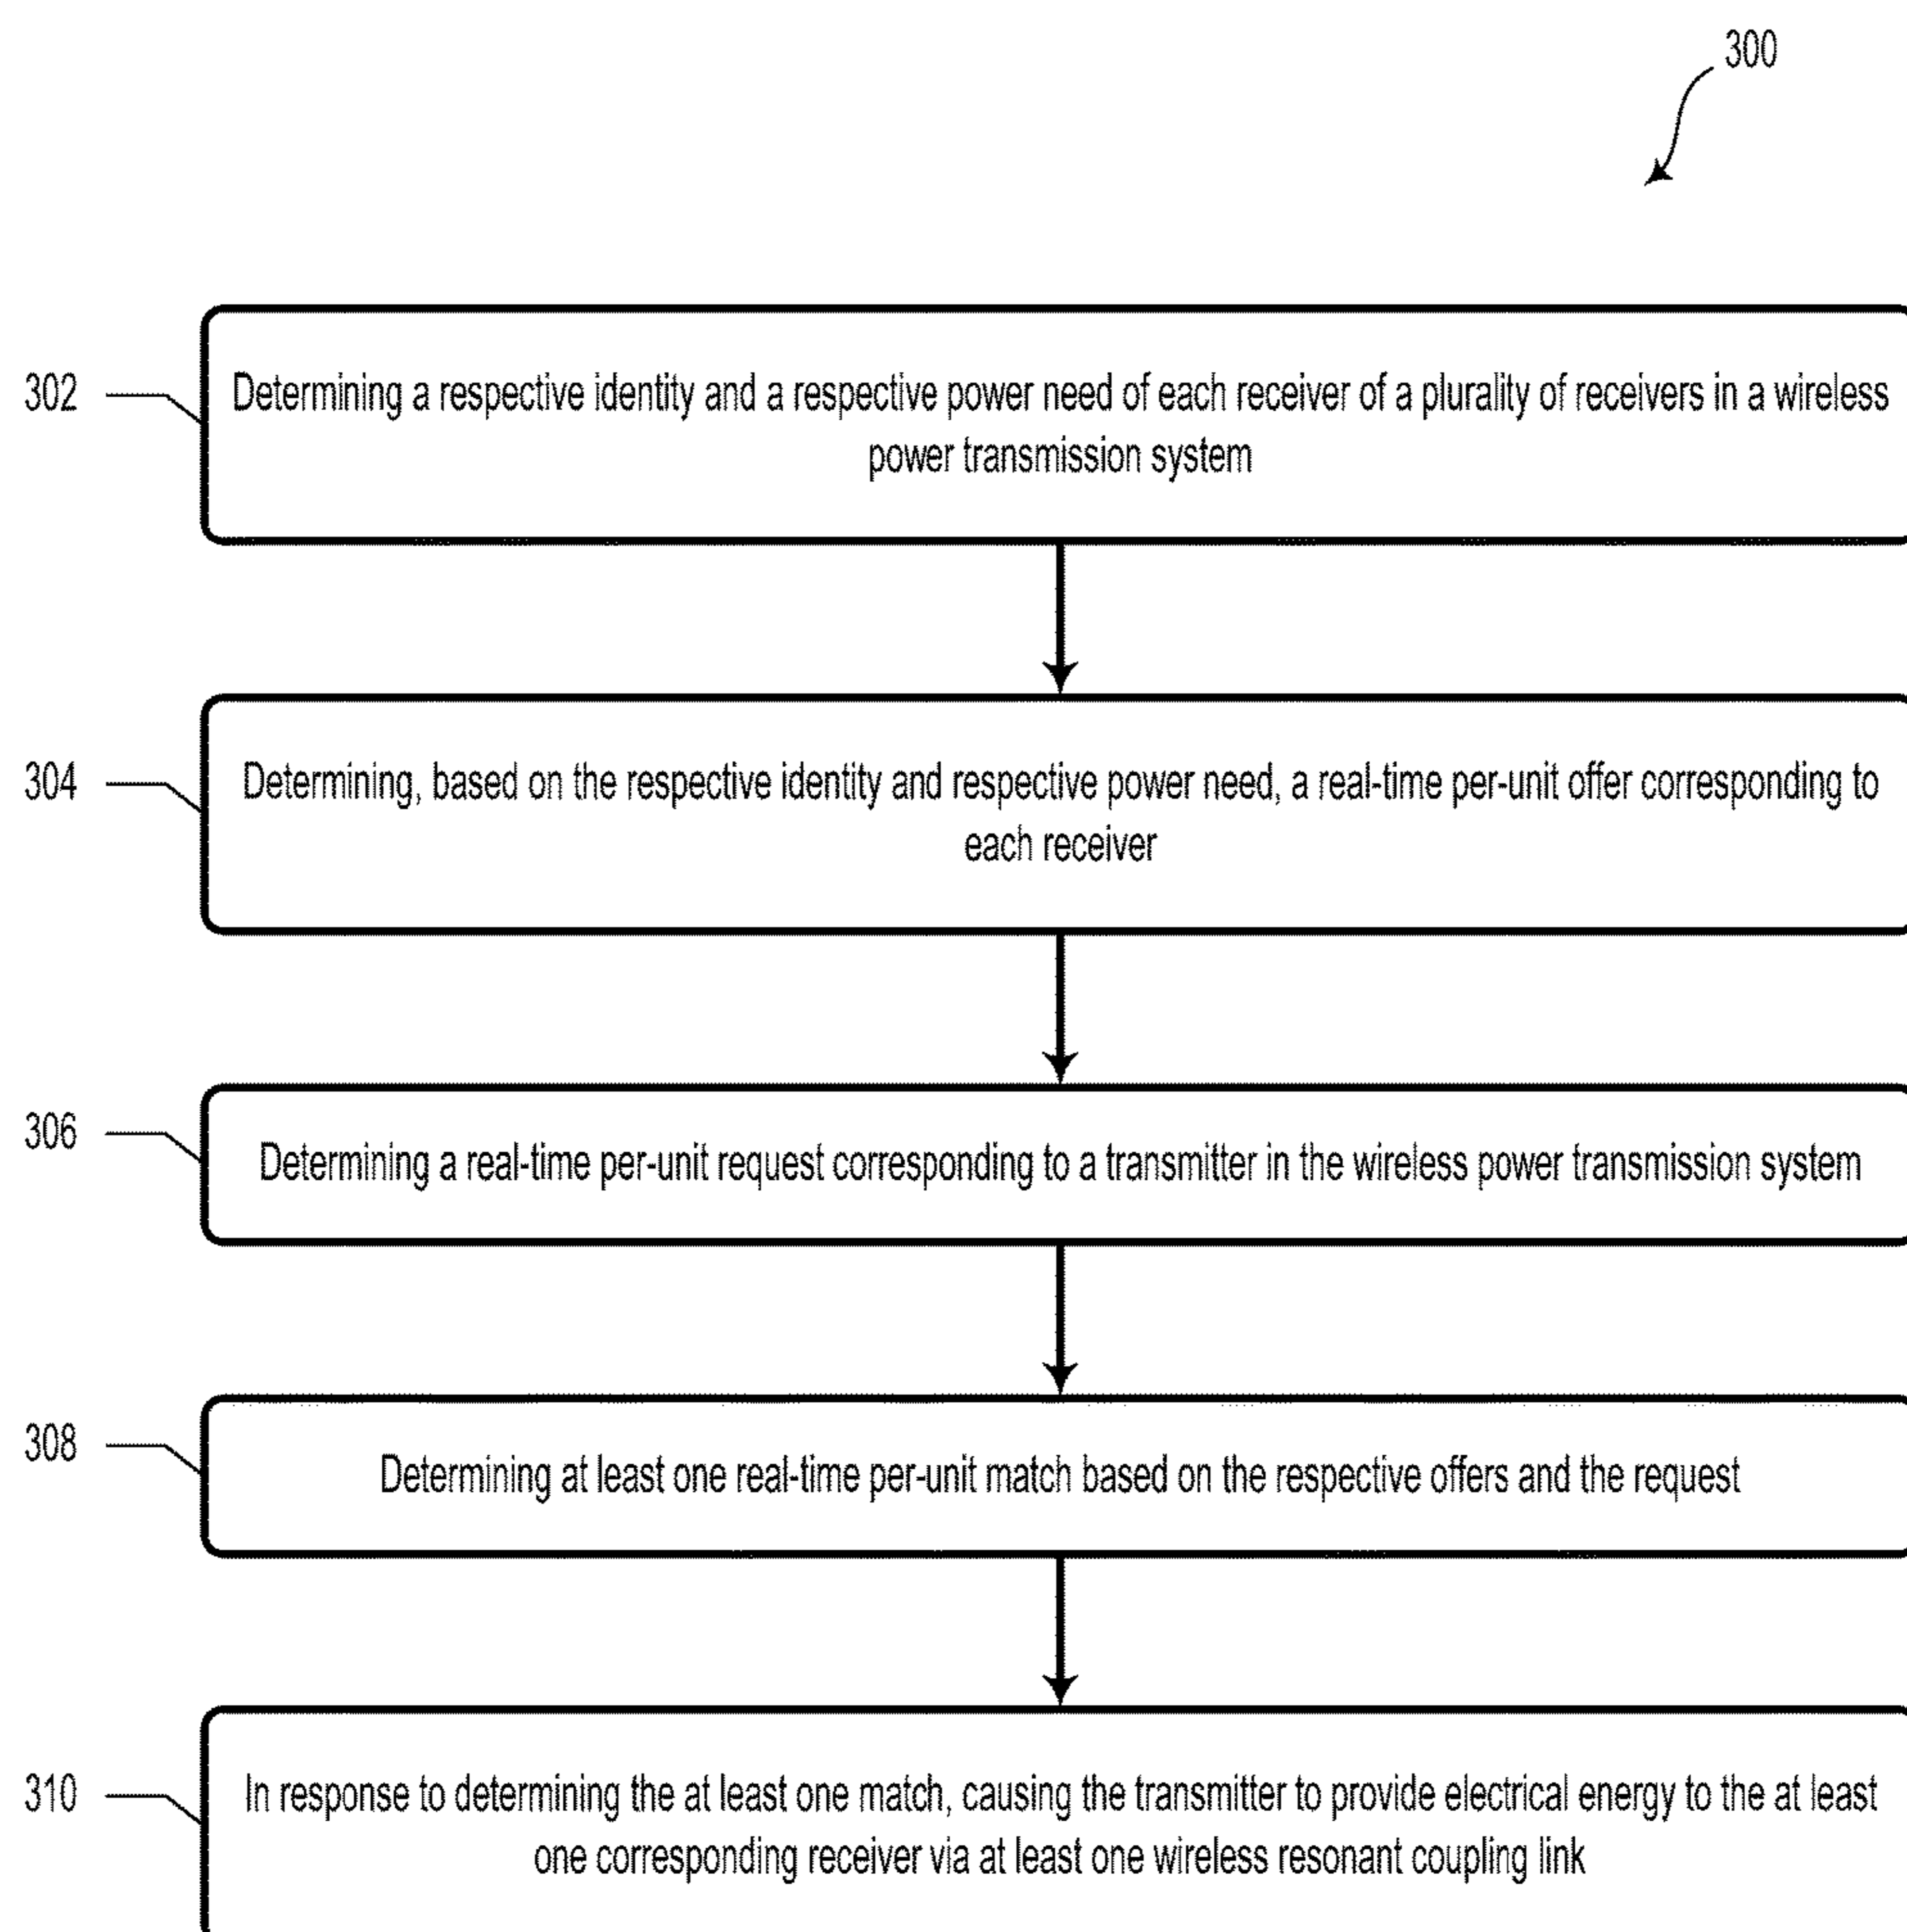 300
302
Determining a respective identity and a respective power need of each receiver of a plurality of receivers in a wireless
power transmission system
304
Determining, based on the respective identity and respective power need, a real-time per-unit offer corresponding to
each receiver
306
Determining a real-time per-unit request corresponding to a transmitter in the wireless power transmission system
308
Determining at least one real-time per-unit match based on the respective offers and the request
310
In response to determining the at least one match, causing the transmitter to provide electrical energy to the at least
one corresponding receiver via at least one wireless resonant coupling link